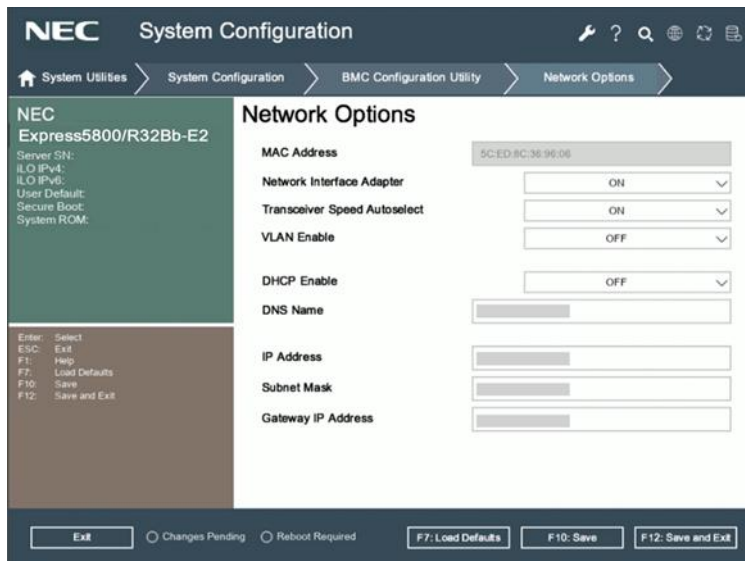 NEC System Configuration
System Utilities System Configuration BMC Configuration Utility Network Options
NEC
Express5800/R32Bb-E2
Server SN:
iLO IPv4:
iLO IPv6:
User Default:
Secure Boot:
System ROM:
Enter: Select
ESC: Exit
F1: Help
F7: Load Defaults
F10: Save
F12: Save and Exit
Network Options
MAC Address 5C:ED:8C:36:96:06
Network Interface Adapter ON
Transceiver Speed Autoselect ON
VLAN Enable OFF
DHCP Enable OFF
DNS Name
IP Address
Subnet Mask
Gateway IP Address
Exit Changes Pending Reboot Required F7: Load Defaults F10: Save F12: Save and Exit